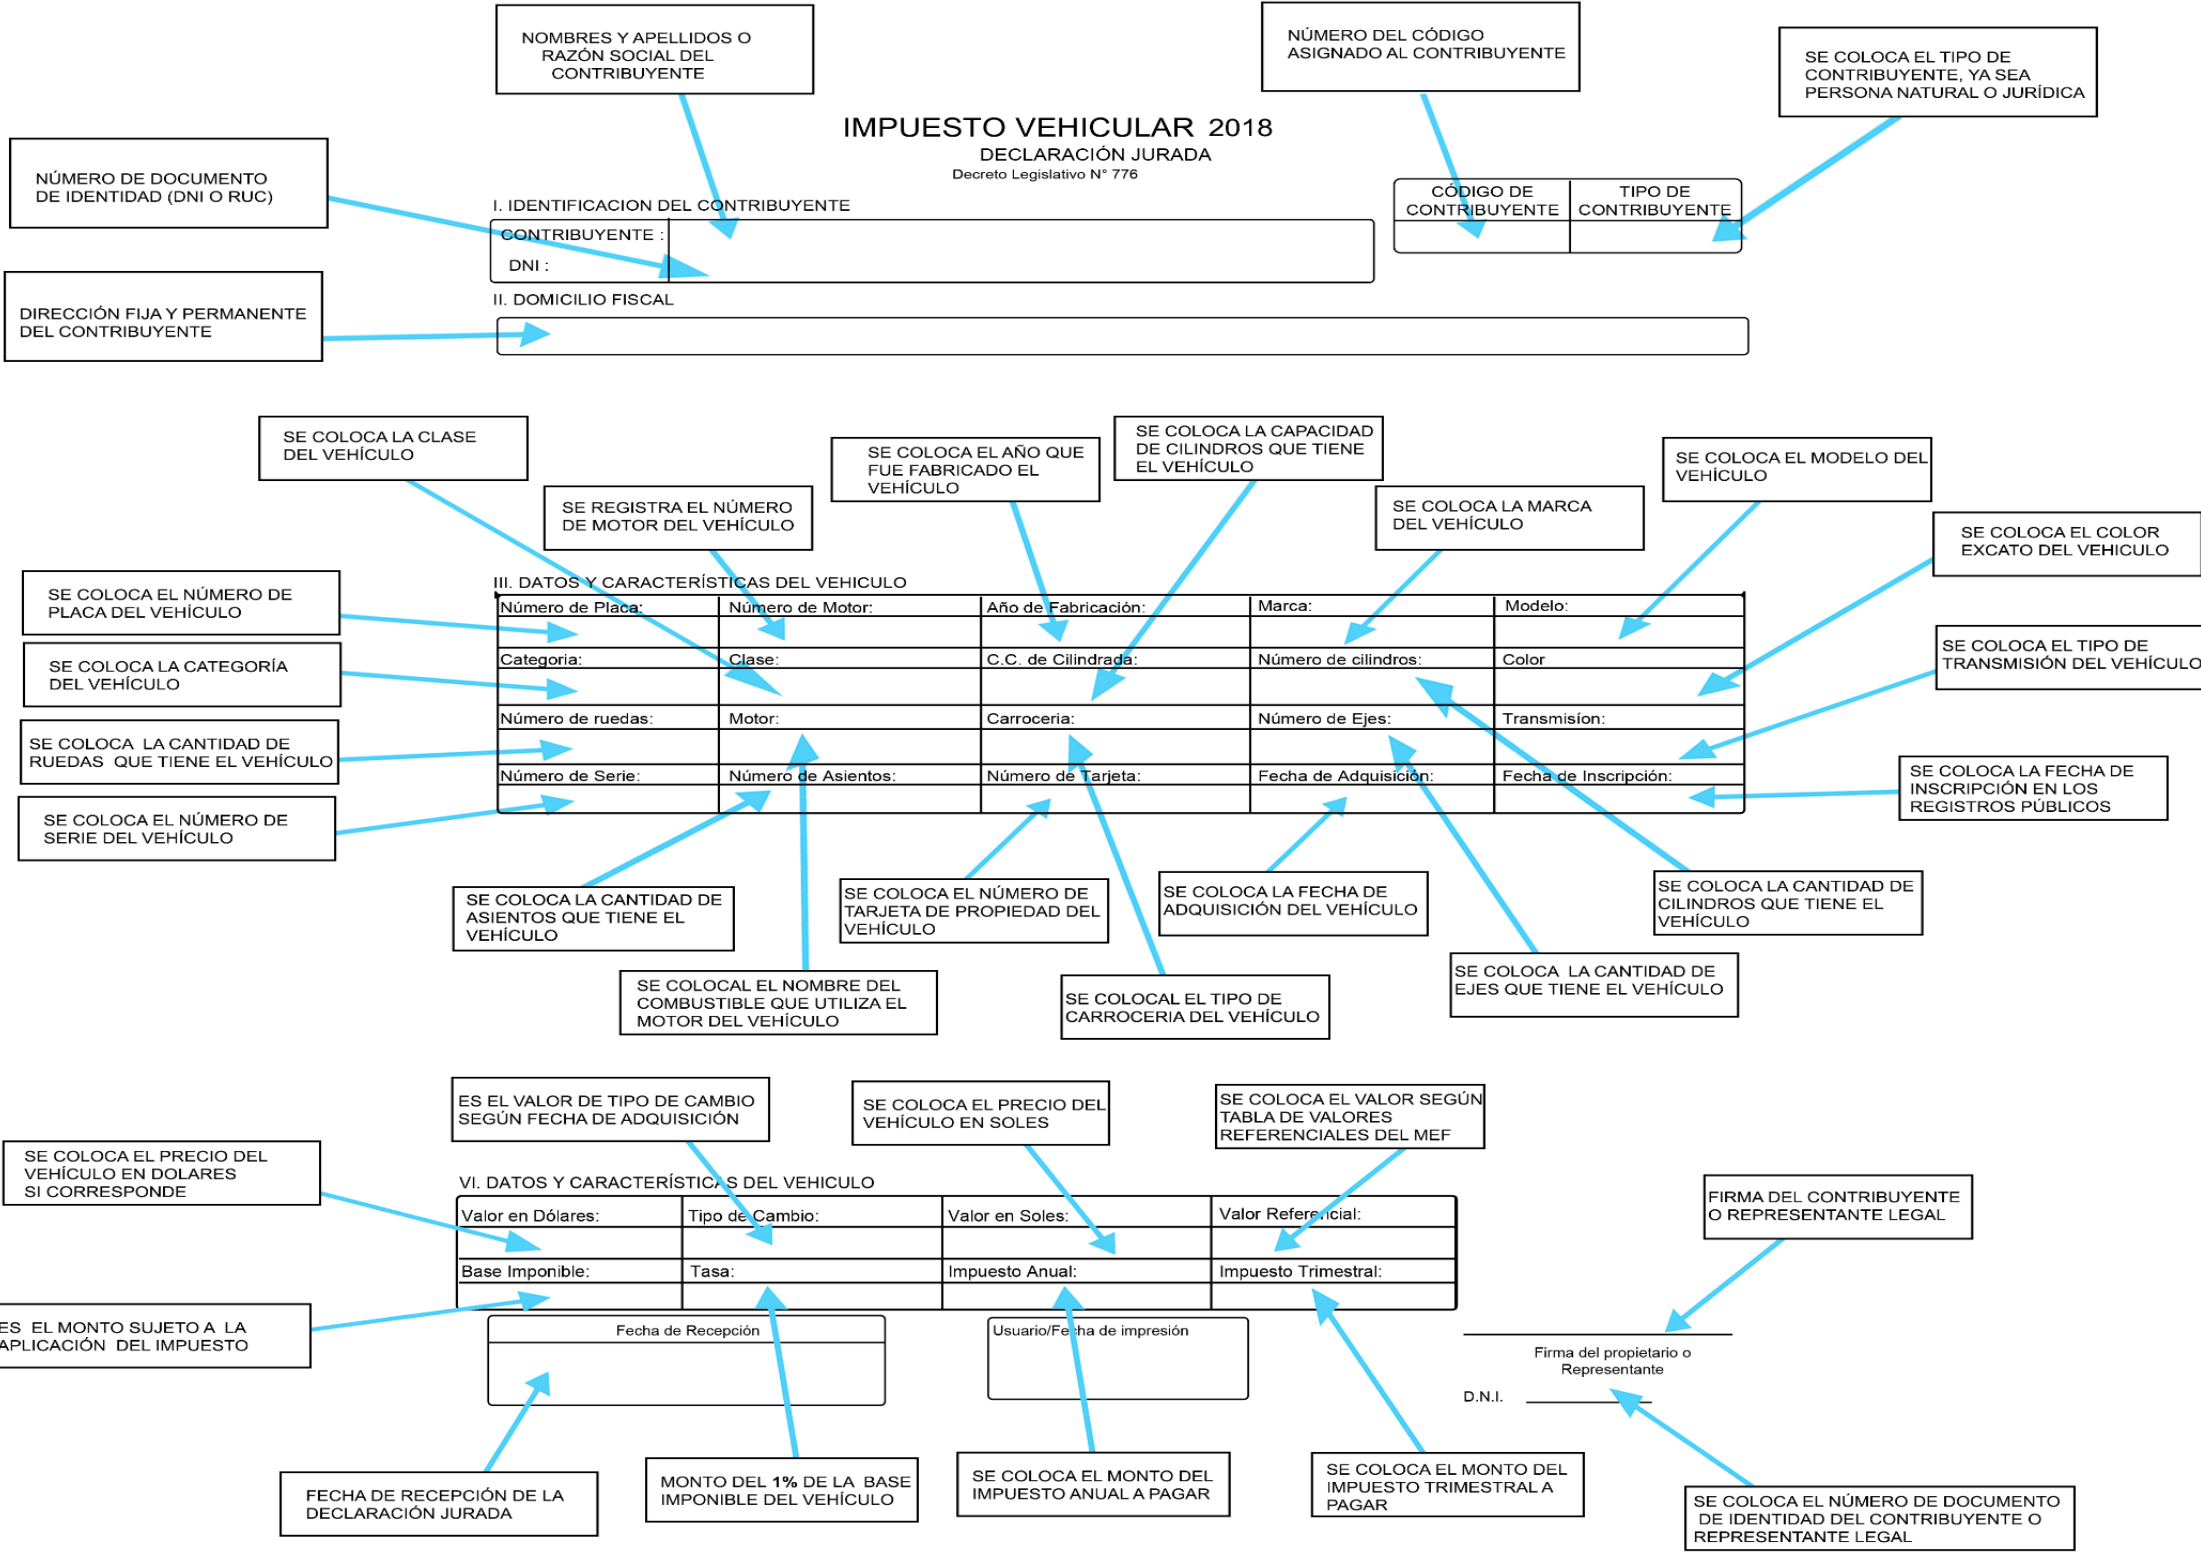 NOMBRES Y APELLIDOS O
RAZÓN SOCIAL DEL
CONTRIBUYENTE
NÚMERO DEL CÓDIGO
ASIGNADO AL CONTRIBUYENTE
SE COLOCA EL TIPO DE
CONTRIBUYENTE, YA SEA
PERSONA NATURAL O JURÍDICA
IMPUESTO VEHICULAR 2018
DECLARACIÓN JURADA
Decreto Legislativo N° 776
NÚMERO DE DOCUMENTO
DE IDENTIDAD (DNI O RUC)
CÓDIGO DE
CONTRIBUYENTE
TIPO DE
CONTRIBUYENTE
I. IDENTIFICACION DEL CONTRIBUYENTE
CONTRIBUYENTE :
DNI :
DIRECCIÓN FIJA Y PERMANENTE
DEL CONTRIBUYENTE
II. DOMICILIO FISCAL
SE COLOCA LA CLASE
DEL VEHÍCULO
SE REGISTRA EL NÚMERO
DE MOTOR DEL VEHÍCULO
SE COLOCA EL AÑO QUE
FUE FABRICADO EL
VEHÍCULO
SE COLOCA LA CAPACIDAD
DE CILINDROS QUE TIENE
EL VEHÍCULO
SE COLOCA LA MARCA
DEL VEHÍCULO
SE COLOCA EL MODELO DEL
VEHÍCULO
SE COLOCA EL COLOR
EXCATO DEL VEHICULO
SE COLOCA EL NÚMERO DE
PLACA DEL VEHÍCULO
SE COLOCA LA CATEGORÍA
DEL VEHÍCULO
SE COLOCA LA CANTIDAD DE
RUEDAS QUE TIENE EL VEHÍCULO
SE COLOCA EL NÚMERO DE
SERIE DEL VEHÍCULO
III. DATOS Y CARACTERÍSTICAS DEL VEHICULO
Número de Placa:
Número de Motor:
Año de Fabricación:
Marca:
Modelo:
Categoria:
Clase:
C.C. de Cilindrada:
Número de cilindros:
Color
Número de ruedas:
Motor:
Carroceria:
Número de Ejes:
Transmisíon:
Número de Serie:
Número de Asientos:
Número de Tarjeta:
Fecha de Adquisición:
Fecha de Inscripción:
SE COLOCA EL TIPO DE
TRANSMISIÓN DEL VEHÍCULO
SE COLOCA LA FECHA DE
INSCRIPCIÓN EN LOS
REGISTROS PÚBLICOS
SE COLOCA LA CANTIDAD DE
ASIENTOS QUE TIENE EL
VEHÍCULO
SE COLOCA EL NÚMERO DE
TARJETA DE PROPIEDAD DEL
VEHÍCULO
SE COLOCA LA FECHA DE
ADQUISICIÓN DEL VEHÍCULO
SE COLOCA LA CANTIDAD DE
CILINDROS QUE TIENE EL
VEHÍCULO
SE COLOCAL EL NOMBRE DEL
COMBUSTIBLE QUE UTILIZA EL
MOTOR DEL VEHÍCULO
SE COLOCAL EL TIPO DE
CARROCERIA DEL VEHÍCULO
SE COLOCA LA CANTIDAD DE
EJES QUE TIENE EL VEHÍCULO
ES EL VALOR DE TIPO DE CAMBIO
SEGÚN FECHA DE ADQUISICIÓN
SE COLOCA EL PRECIO DEL
VEHÍCULO EN SOLES
SE COLOCA EL VALOR SEGÚN
TABLA DE VALORES
REFERENCIALES DEL MEF
SE COLOCA EL PRECIO DEL
VEHÍCULO EN DOLARES
SI CORRESPONDE
VI. DATOS Y CARACTERÍSTICAS DEL VEHICULO
Valor en Dólares:
Tipo de Cambio:
Valor en Soles:
Valor Referencial:
Base Imponible:
Tasa:
Impuesto Anual:
Impuesto Trimestral:
FIRMA DEL CONTRIBUYENTE
O REPRESENTANTE LEGAL
ES EL MONTO SUJETO A LA
APLICACIÓN DEL IMPUESTO
Fecha de Recepción
Usuario/Fecha de impresión
Firma del propietario o
Representante
D.N.I.
FECHA DE RECEPCIÓN DE LA
DECLARACIÓN JURADA
MONTO DEL 1% DE LA BASE
IMPONIBLE DEL VEHÍCULO
SE COLOCA EL MONTO DEL
IMPUESTO ANUAL A PAGAR
SE COLOCA EL MONTO DEL
IMPUESTO TRIMESTRAL A
PAGAR
SE COLOCA EL NÚMERO DE DOCUMENTO
DE IDENTIDAD DEL CONTRIBUYENTE O
REPRESENTANTE LEGAL